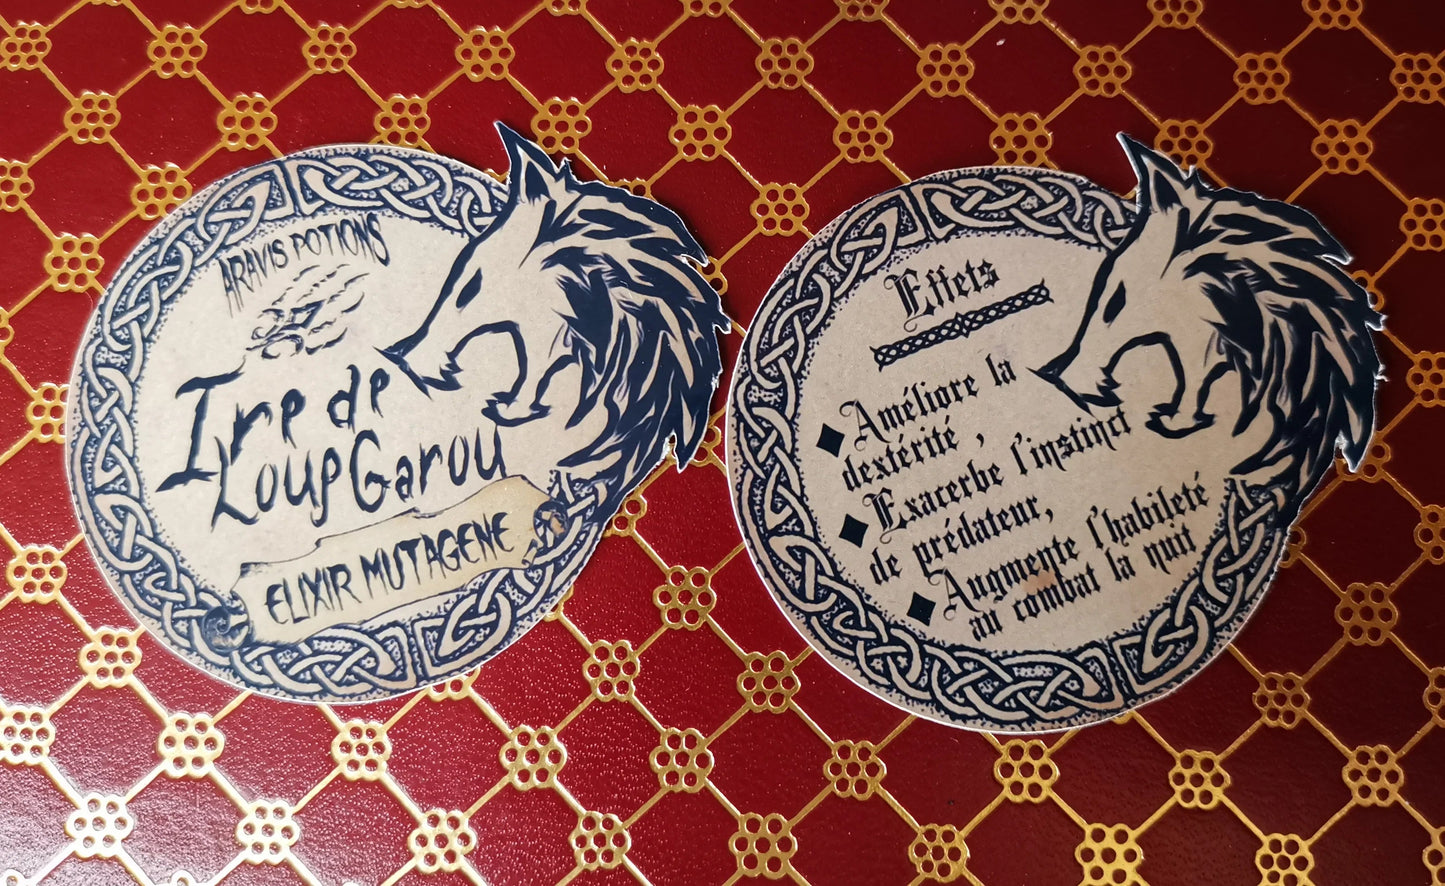 ARAVIS POTIONS
Ire de
Loup Garou
ELIXIR MUTAGENE
Effets
Améliore la
dextérité ,
Exacerbe l'instinct
de prédateur,
Augmente l'habileté
au combat la nuit